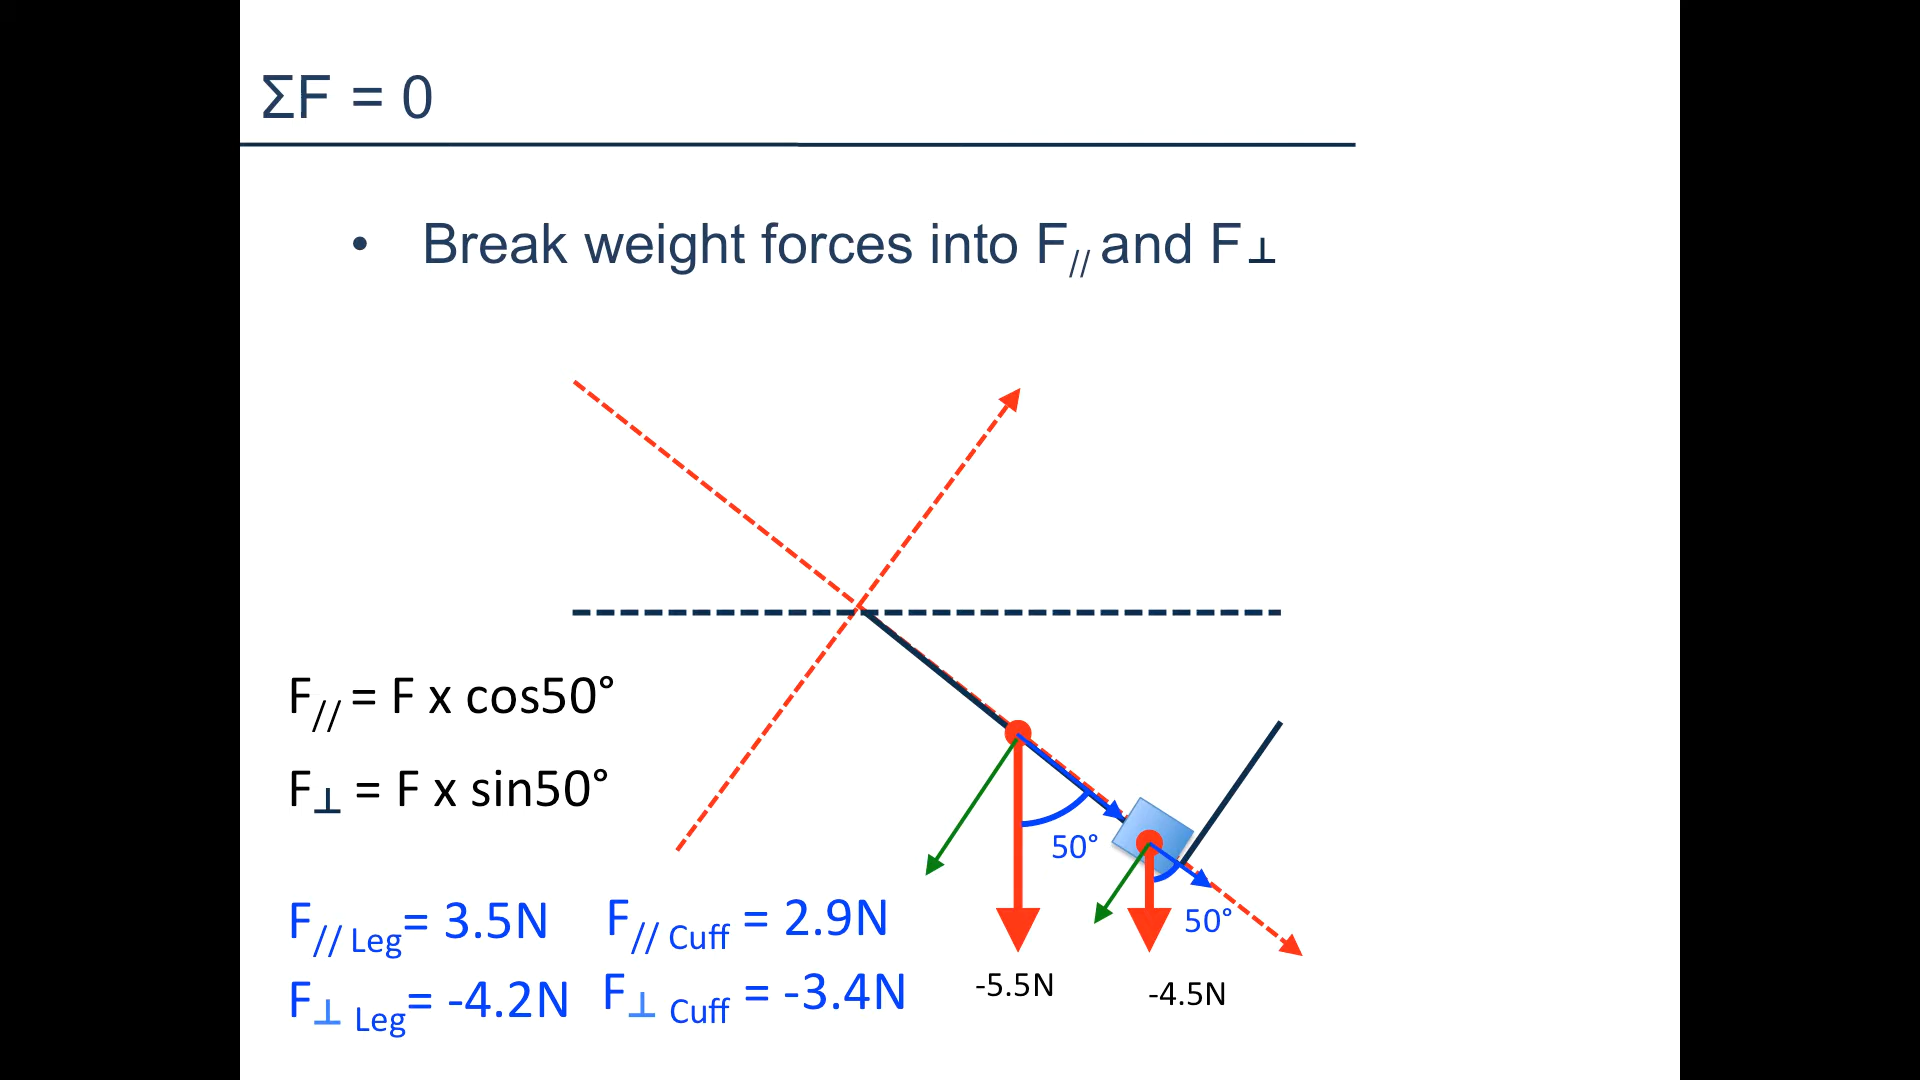 ΣF = 0
• Break weight forces into F// and F⊥
F// = F x cos50°
F⊥ = F x sin50°
50°
50°
F// Leg= 3.5N F// Cuff = 2.9N
F⊥ Leg= -4.2N F⊥ Cuff = -3.4N
-5.5N -4.5N